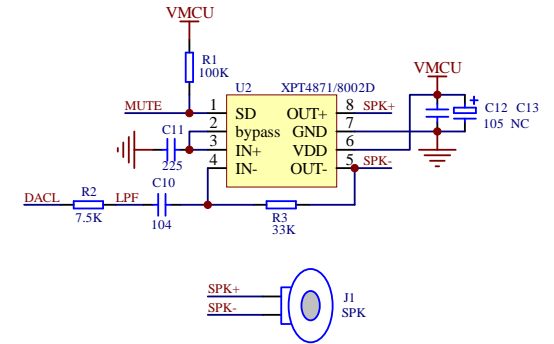 VMCU
R1
100K
U2 XPT4871/8002D
VMCU
MUTE
1 SD OUT+ 8 SPK+
2 bypass GND 7
3 IN+ VDD 6
4 IN- OUT- 5 SPK-
C11
225
C12 C13
105 NC
C10
104
DACL
R2
7.5K
LPF
R3
33K
SPK+
SPK-
J1
SPK